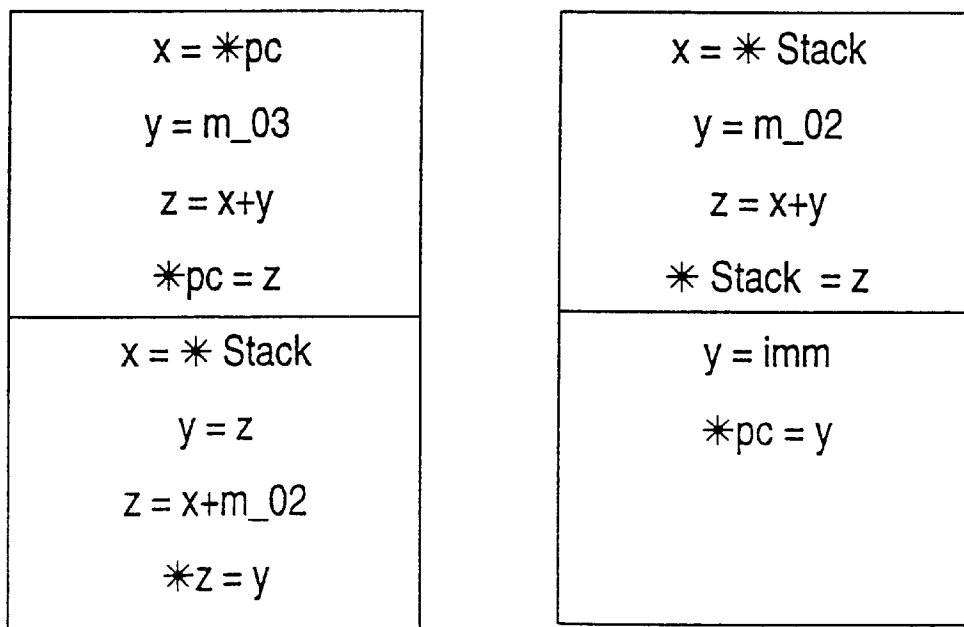 x = ✳pc
y = m_03
z = x+y
✳pc = z
x = ✳ Stack
y = z
z = x+m_02
✳z = y
x = ✳ Stack
y = m_02
z = x+y
✳ Stack = z
y = imm
✳pc = y